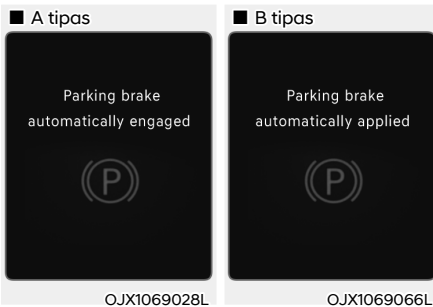 ■ A tipas
Parking brake
automatically engaged
(P)
OJX1069028L
■ B tipas
Parking brake
automatically applied
(P)
OJX1069066L